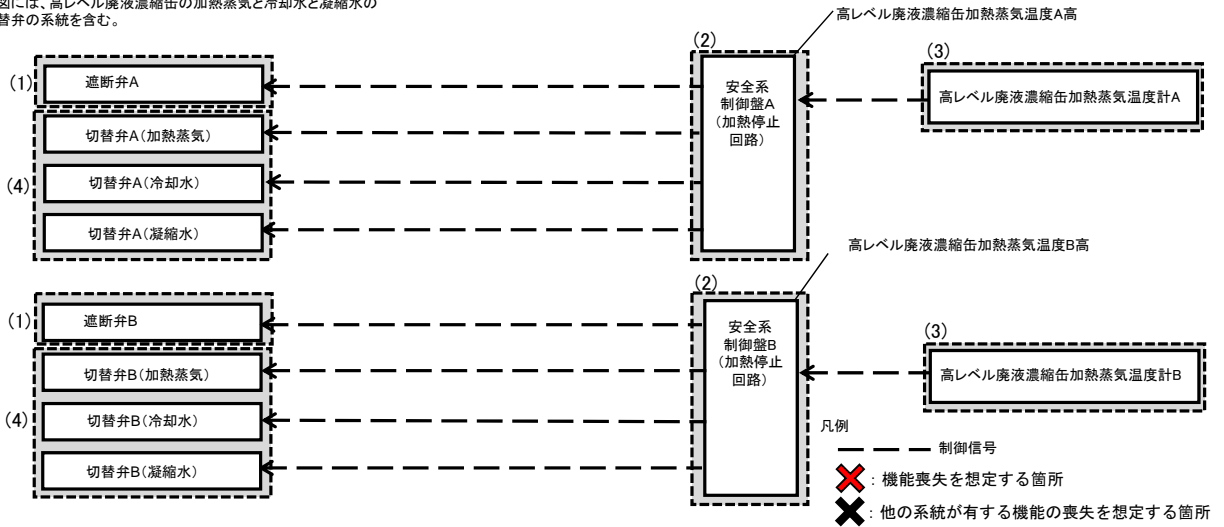 図には、高レベル廃液濃縮缶の加熱蒸気と冷却水と凝縮水の
替弁の系統を含む。
高レベル廃液濃縮缶加熱蒸気温度A高
(1)
遮断弁A
切替弁A(加熱蒸気)
(4)
切替弁A(冷却水)
切替弁A(凝縮水)
(2)
安全系
制御盤A
(加熱停止
回路)
(3)
高レベル廃液濃縮缶加熱蒸気温度計A
高レベル廃液濃縮缶加熱蒸気温度B高
(1)
遮断弁B
切替弁B(加熱蒸気)
(4)
切替弁B(冷却水)
切替弁B(凝縮水)
(2)
安全系
制御盤B
(加熱停止
回路)
(3)
高レベル廃液濃縮缶加熱蒸気温度計B
凡例
制御信号
：機能喪失を想定する箇所
：他の系統が有する機能の喪失を想定する箇所